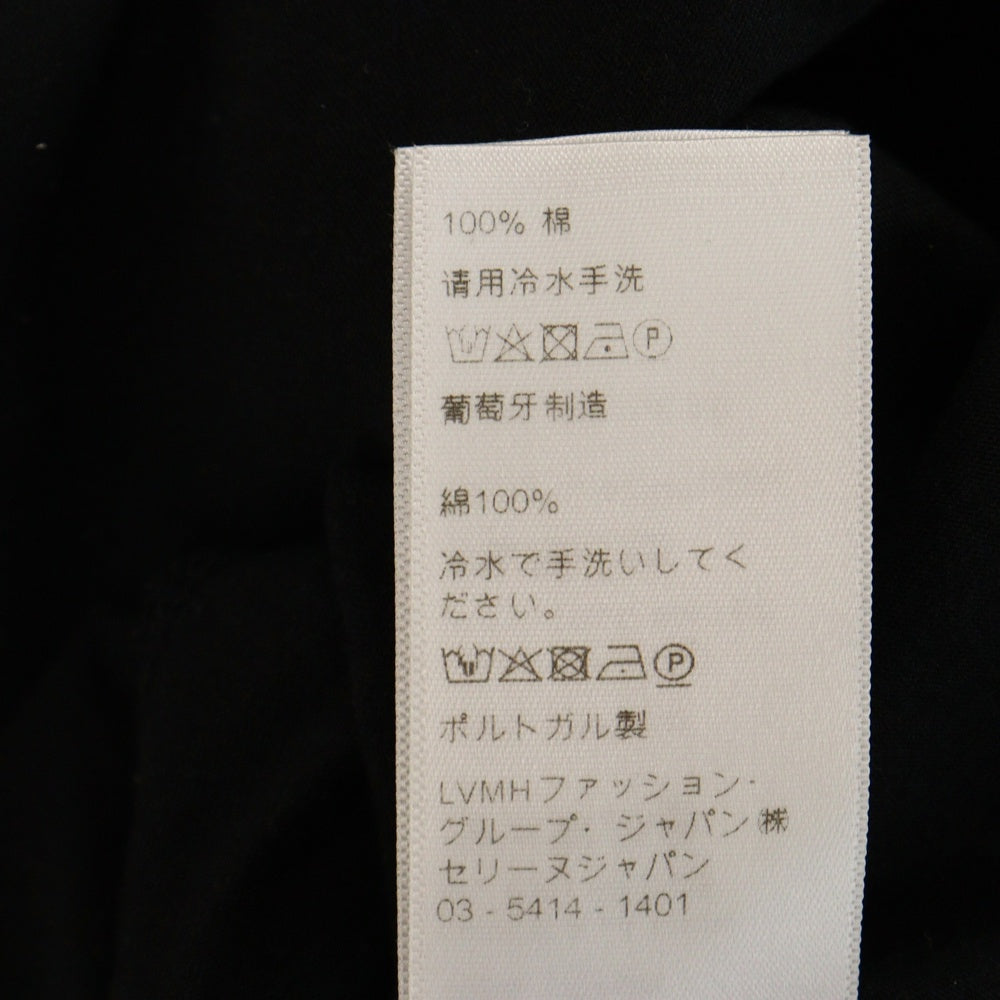 100% 棉
请用冷水手洗
P
葡萄牙制造
綿100%
冷水で手洗いしてく
ださい。
P
ポルトガル製
LVMHファッション·
グループ· ジャパン㈱
セリーヌジャパン
03 - 5414 - 1401